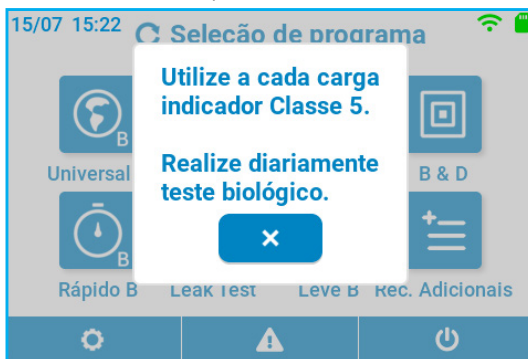 15/07 15:22
Seleção de programa
Utilize a cada carga
indicador Classe 5.
Realize diariamente
teste biológico.
B
Universal
B & D
B
Rápido B
Leak Test
Leve B
Rec. Adicionais